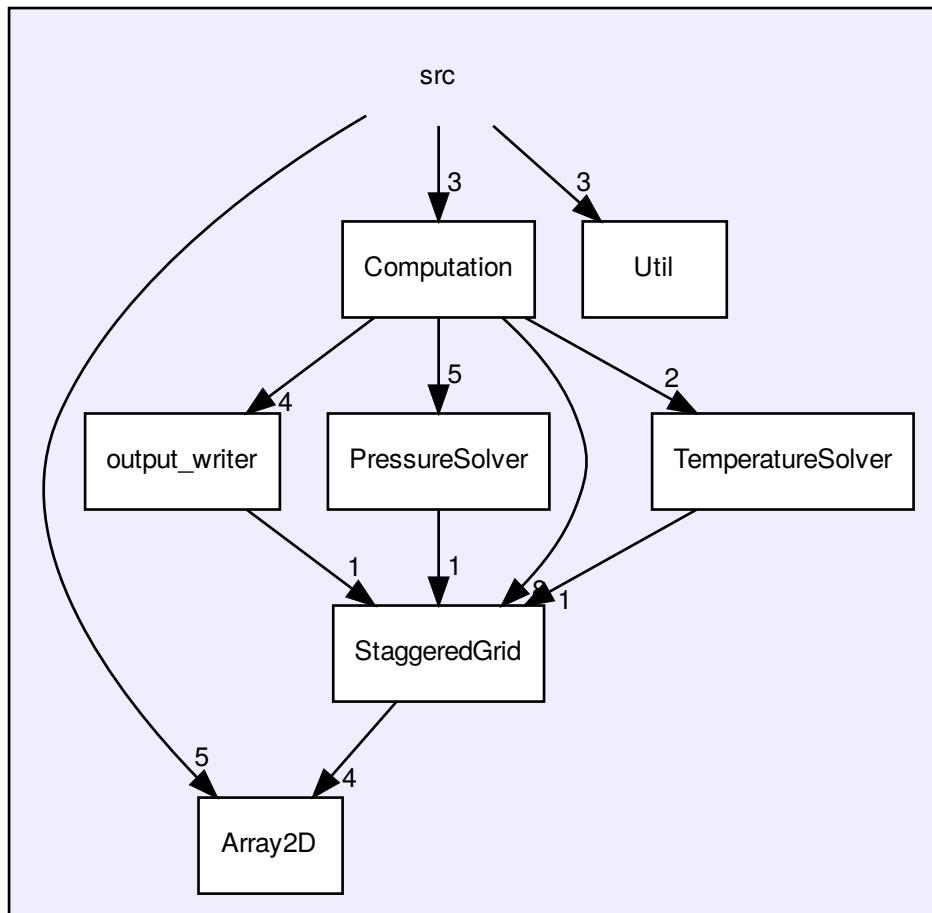 src
3
3
Computation
Util
5
2
4
output_writer
PressureSolver
TemperatureSolver
1
1
1
StaggeredGrid
5
4
Array2D